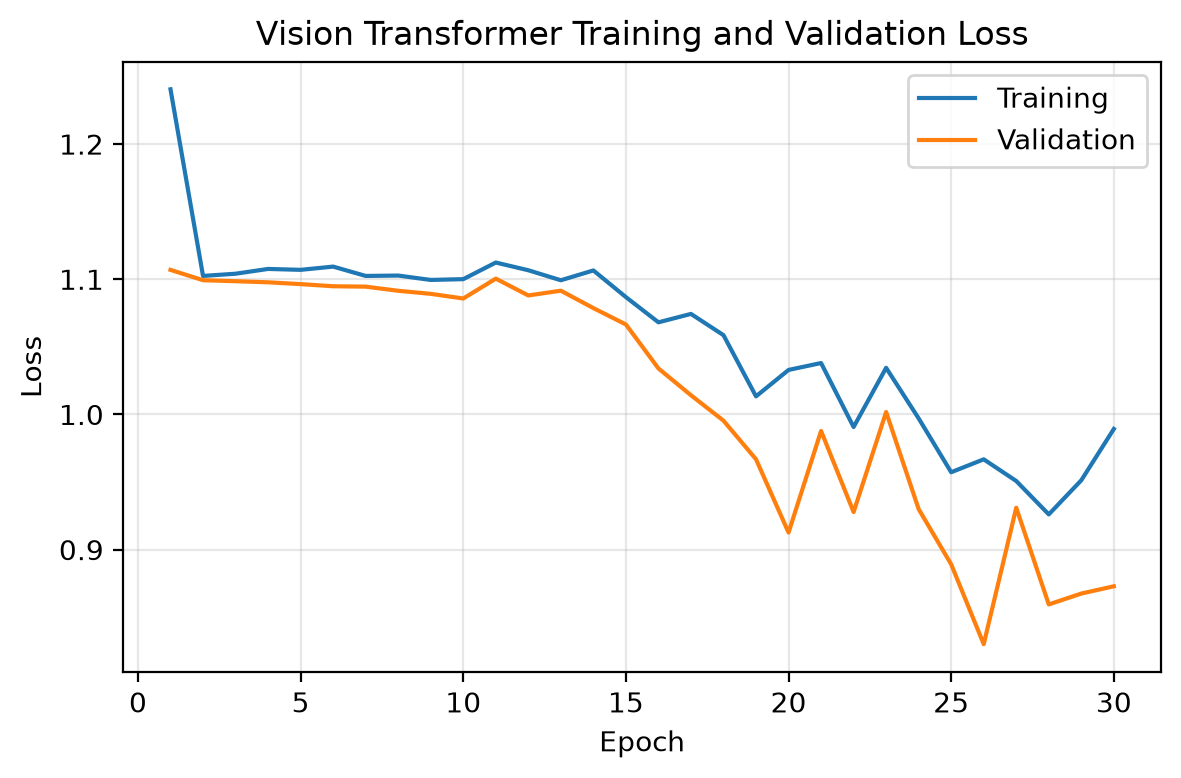 Vision Transformer Training and Validation Loss
Training
Validation
1.2
1.1
1.0
0.9
Loss
0
5
10
15
20
25
30
Epoch